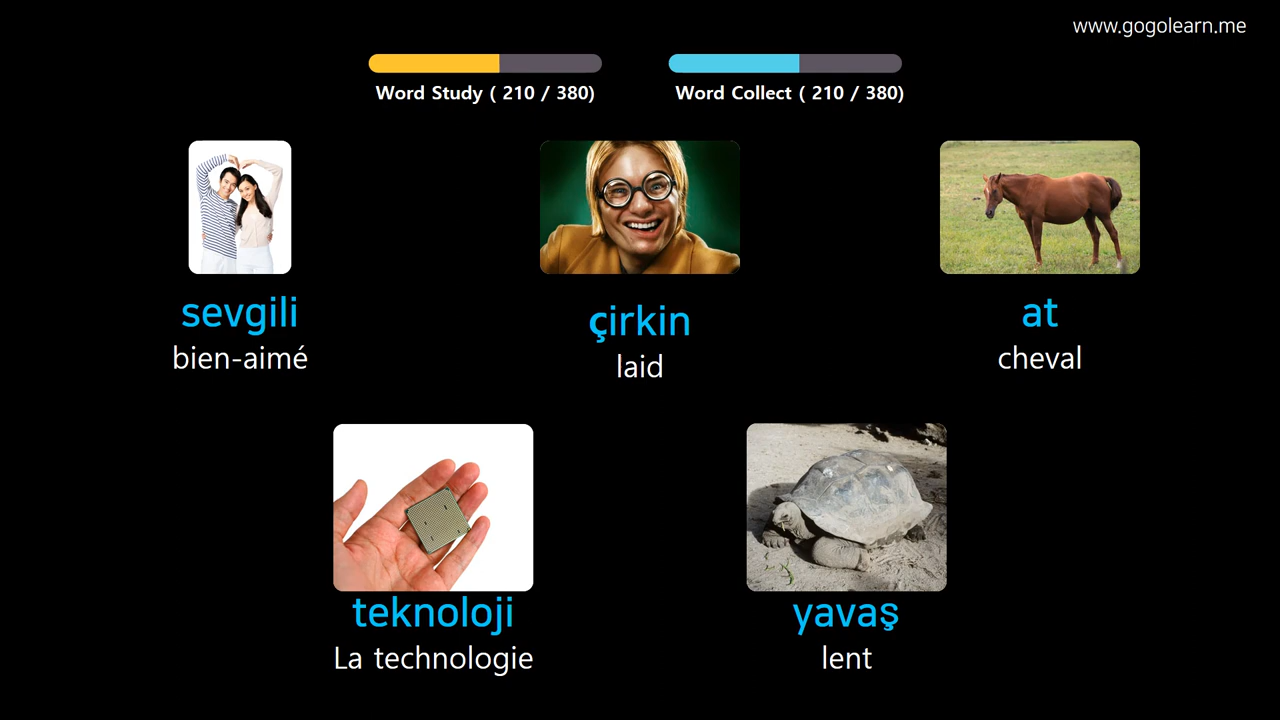 www.gogolearn.me
Word Study ( 210 / 380)
Word Collect ( 210 / 380)
sevgili
bien-aimé
çirkin
laid
at
cheval
teknoloji
La technologie
yavaş
lent